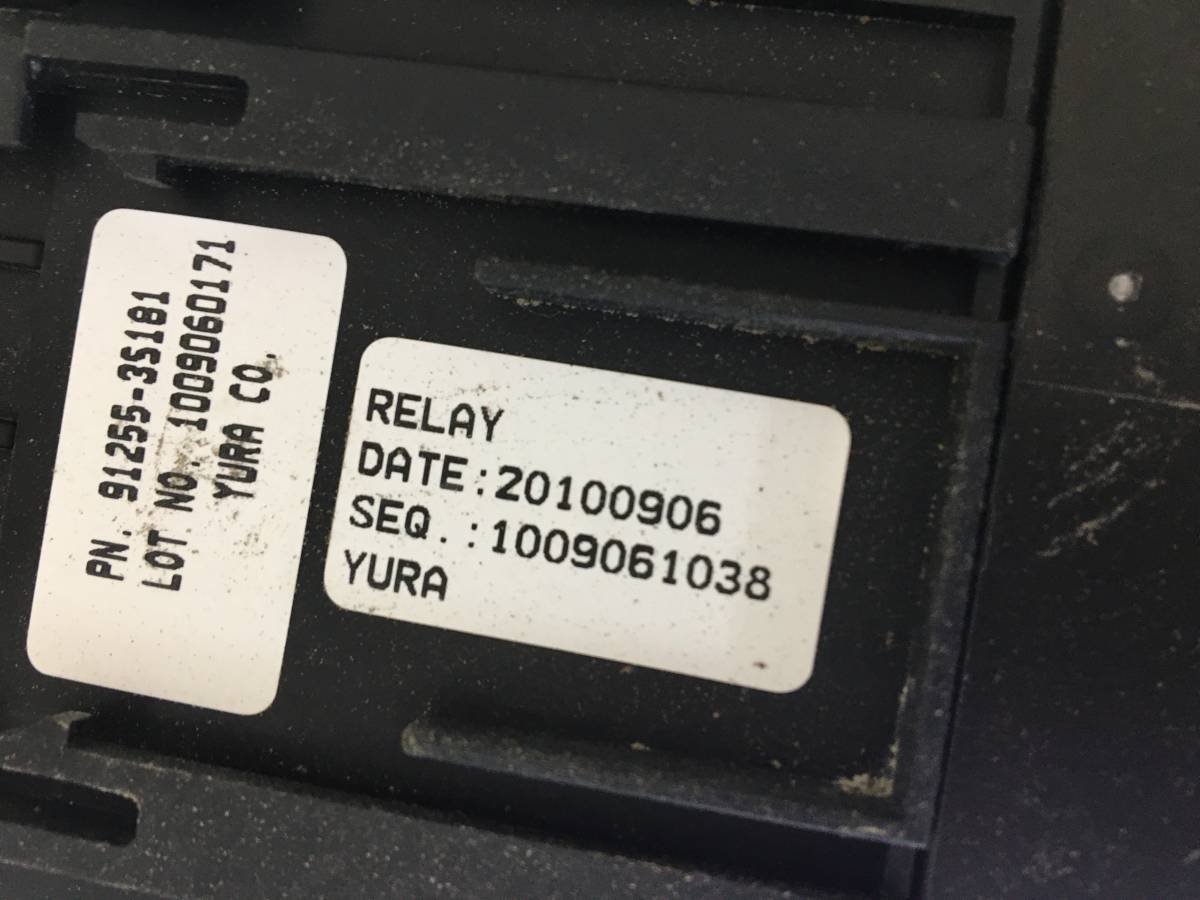 PN. 91255-3S181
LOT NO. 1009060171
YURA CO.
RELAY
DATE:20100906
SEQ.:1009061038
YURA